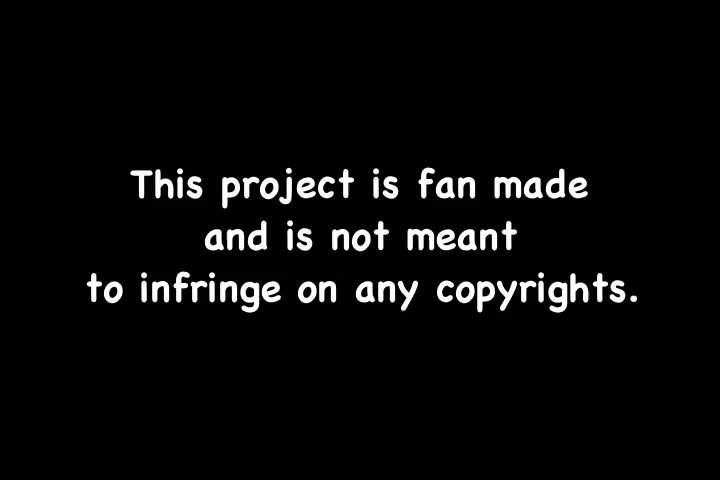 This project is fan made
and is not meant
to infringe on any copyrights.